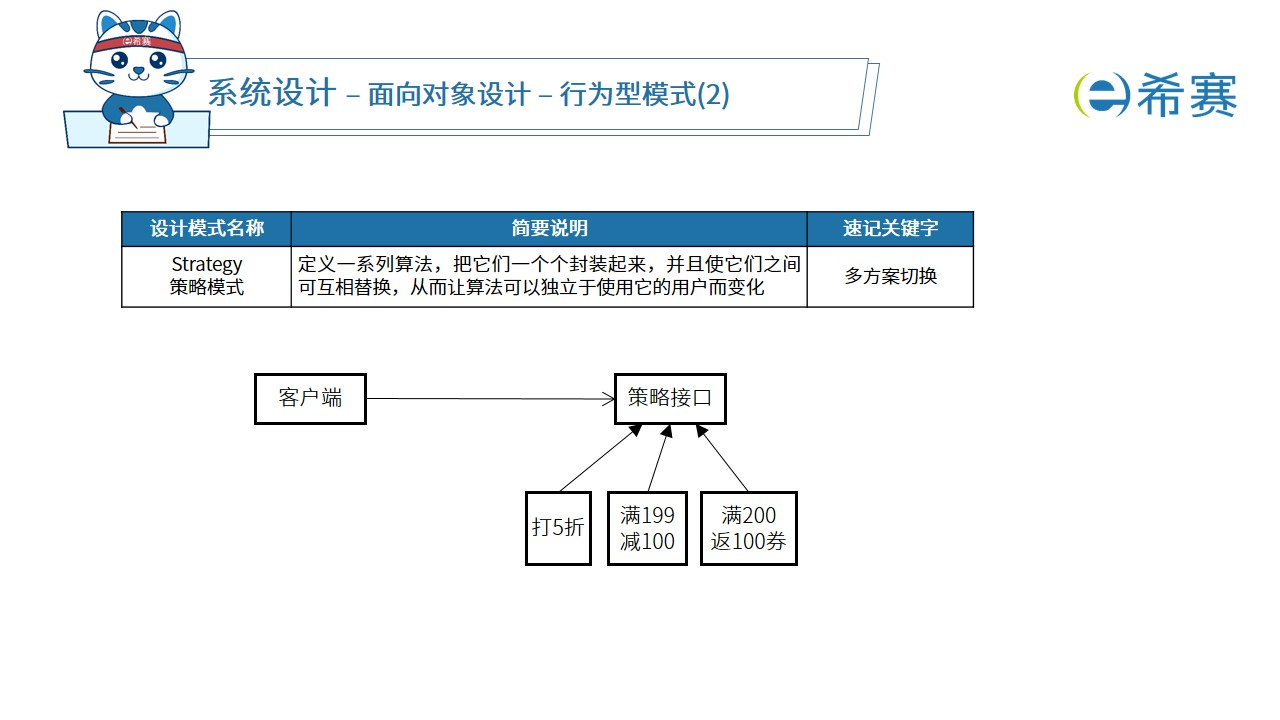 希赛
系统设计 – 面向对象设计 – 行为型模式(2)
希赛
设计模式名称 简要说明 速记关键字
Strategy
策略模式
定义一系列算法，把它们一个个封装起来，并且使它们之间
可互相替换，从而让算法可以独立于使用它的用户而变化
多方案切换
客户端
策略接口
打5折
满199
减100
满200
返100券